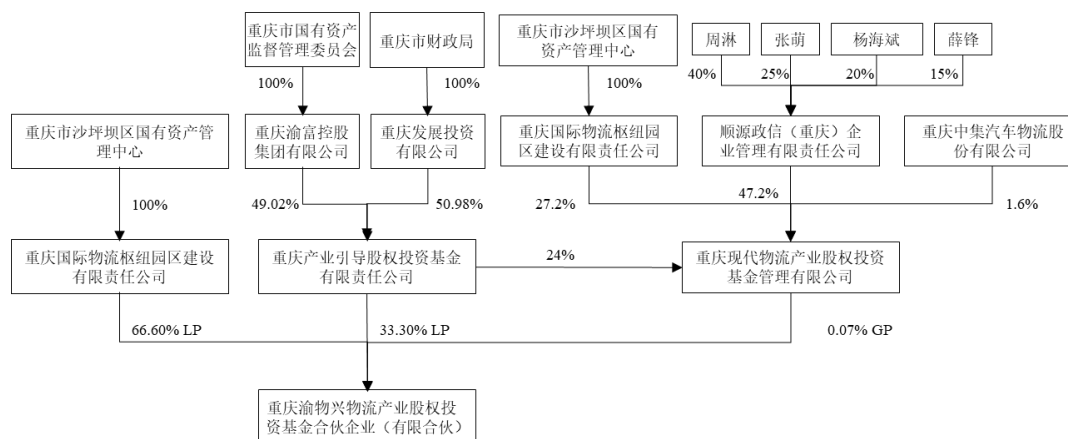 重庆市国有资产
监督管理委员会
重庆市财政局
重庆市沙坪坝区国有
资产管理中心
周淋
张萌
杨海斌
薛锋
100%
100%
100%
40%
25%
20%
15%
重庆市沙坪坝区国有资产管
理中心
重庆渝富控股
集团有限公司
重庆发展投资
有限公司
重庆国际物流枢纽园
区建设有限责任公司
顺源政信（重庆）企
业管理有限责任公司
重庆中集汽车物流股
份有限公司
100%
49.02%
50.98%
27.2%
47.2%
1.6%
重庆国际物流枢纽园区建设
有限责任公司
重庆产业引导股权投资基金
有限责任公司
24%
重庆现代物流产业股权投资
基金管理有限公司
66.60% LP
33.30% LP
0.07% GP
重庆渝物兴物流产业股权投
资基金合伙企业（有限合伙）